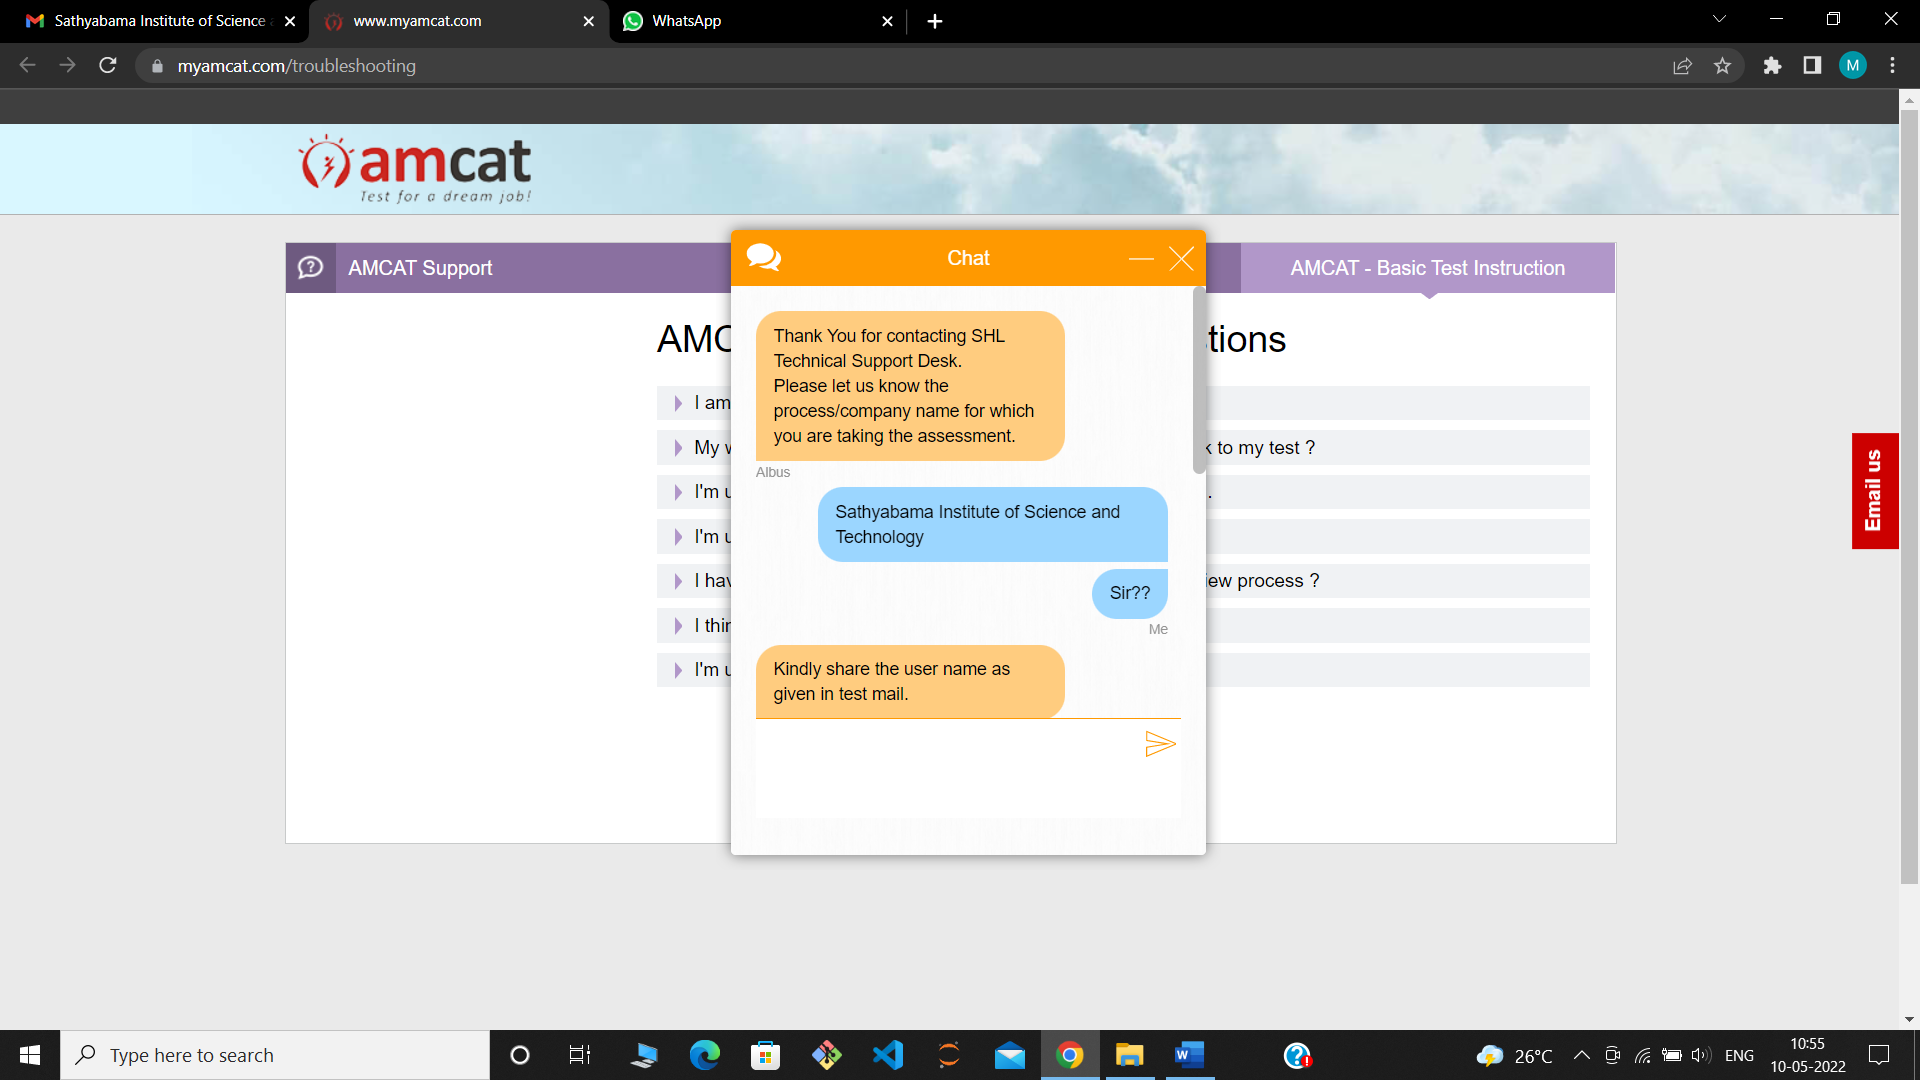 Sathyabama Institute of Science
www.myamcat.com
WhatsApp
myamcat.com/troubleshooting
M
amcat
Test for a dream job!
AMCAT Support
AMCAT - Basic Test Instruction
AMC
tions
I am
My
k to my test ?
I'm
.
I'm
I hav
iew process ?
I thin
I'm
Email us
Chat
Thank You for contacting SHL
Technical Support Desk.
Please let us know the
process/company name for which
you are taking the assessment.
Albus
Sathyabama Institute of Science and
Technology
Sir??
Me
Kindly share the user name as
given in test mail.
Type here to search
26°C
ENG
10:55
10-05-2022